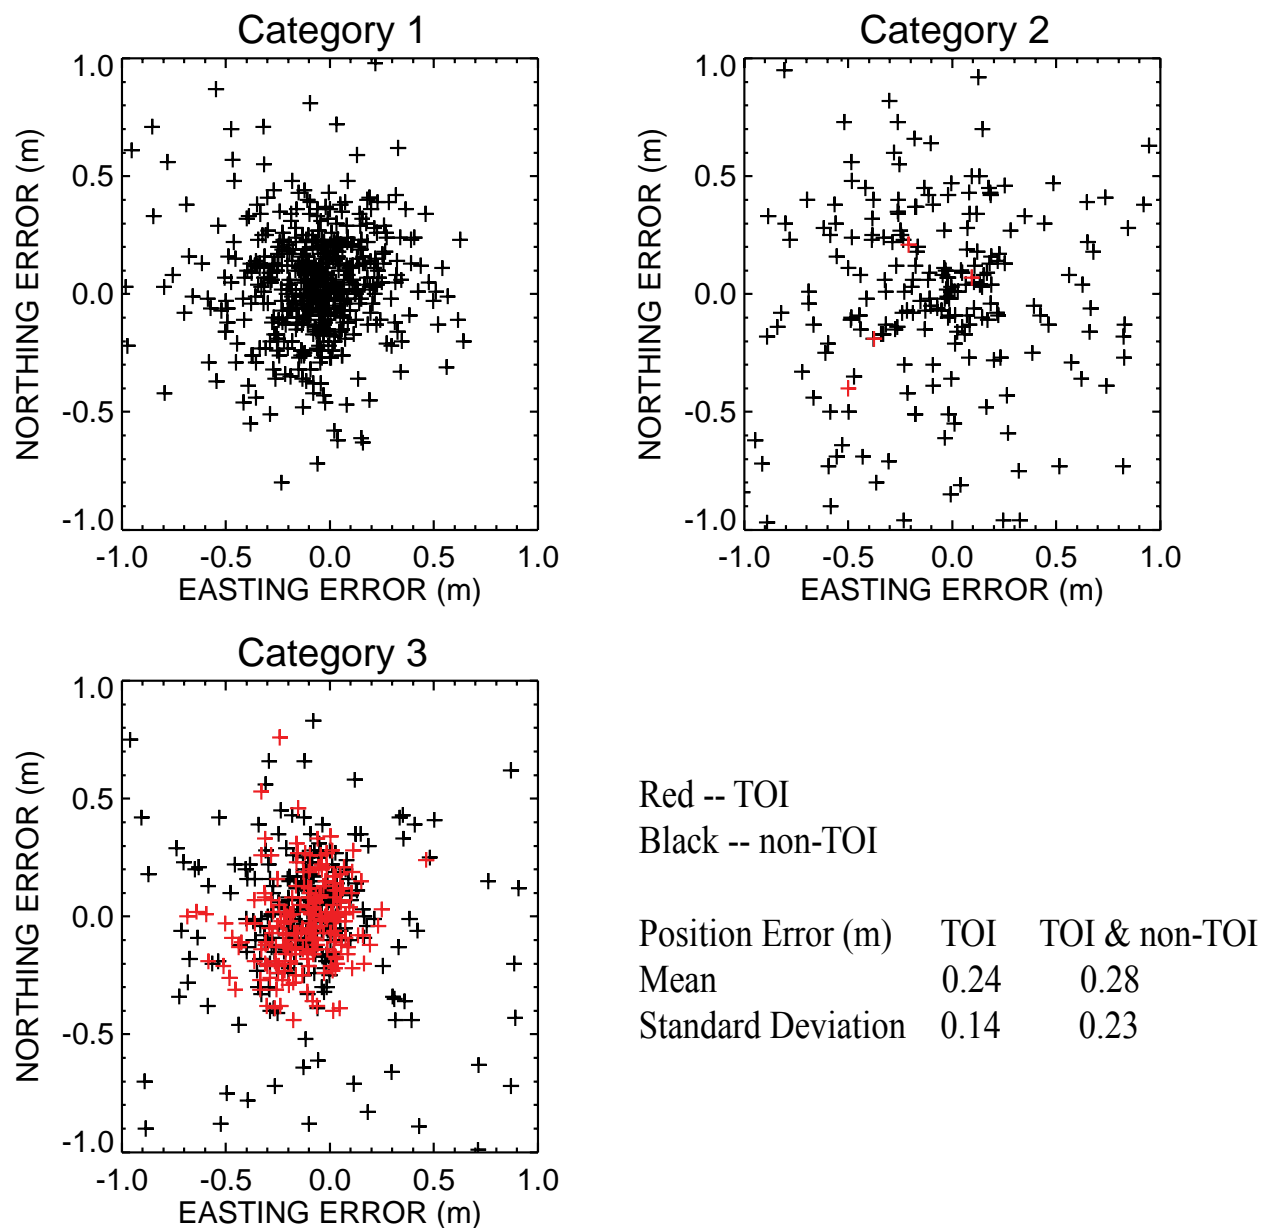 Category 1
1.0
0.5
0.0
-0.5
-1.0
NORTHING ERROR (m)
-1.0 -0.5 0.0 0.5 1.0
EASTING ERROR (m)
Category 2
1.0
0.5
0.0
-0.5
-1.0
NORTHING ERROR (m)
-1.0 -0.5 0.0 0.5 1.0
EASTING ERROR (m)
Category 3
1.0
0.5
0.0
-0.5
-1.0
NORTHING ERROR (m)
-1.0 -0.5 0.0 0.5 1.0
EASTING ERROR (m)
Red -- TOI
Black -- non-TOI
Position Error (m) TOI TOI & non-TOI
Mean 0.24 0.28
Standard Deviation 0.14 0.23